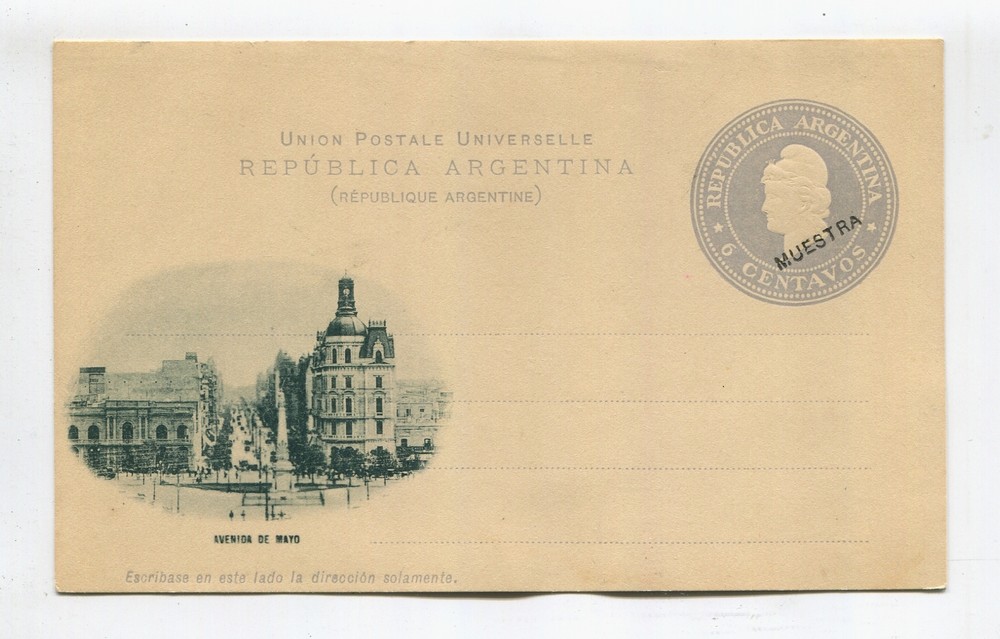 UNION POSTALE UNIVERSELLE
REPÚBLICA ARGENTINA
(RÉPUBLIQUE ARGENTINE)
REPUBLICA ARGENTINA
6 CENTAVOS
MUESTRA
AVENIDA DE MAYO
Escríbase en este lado la dirección solamente.